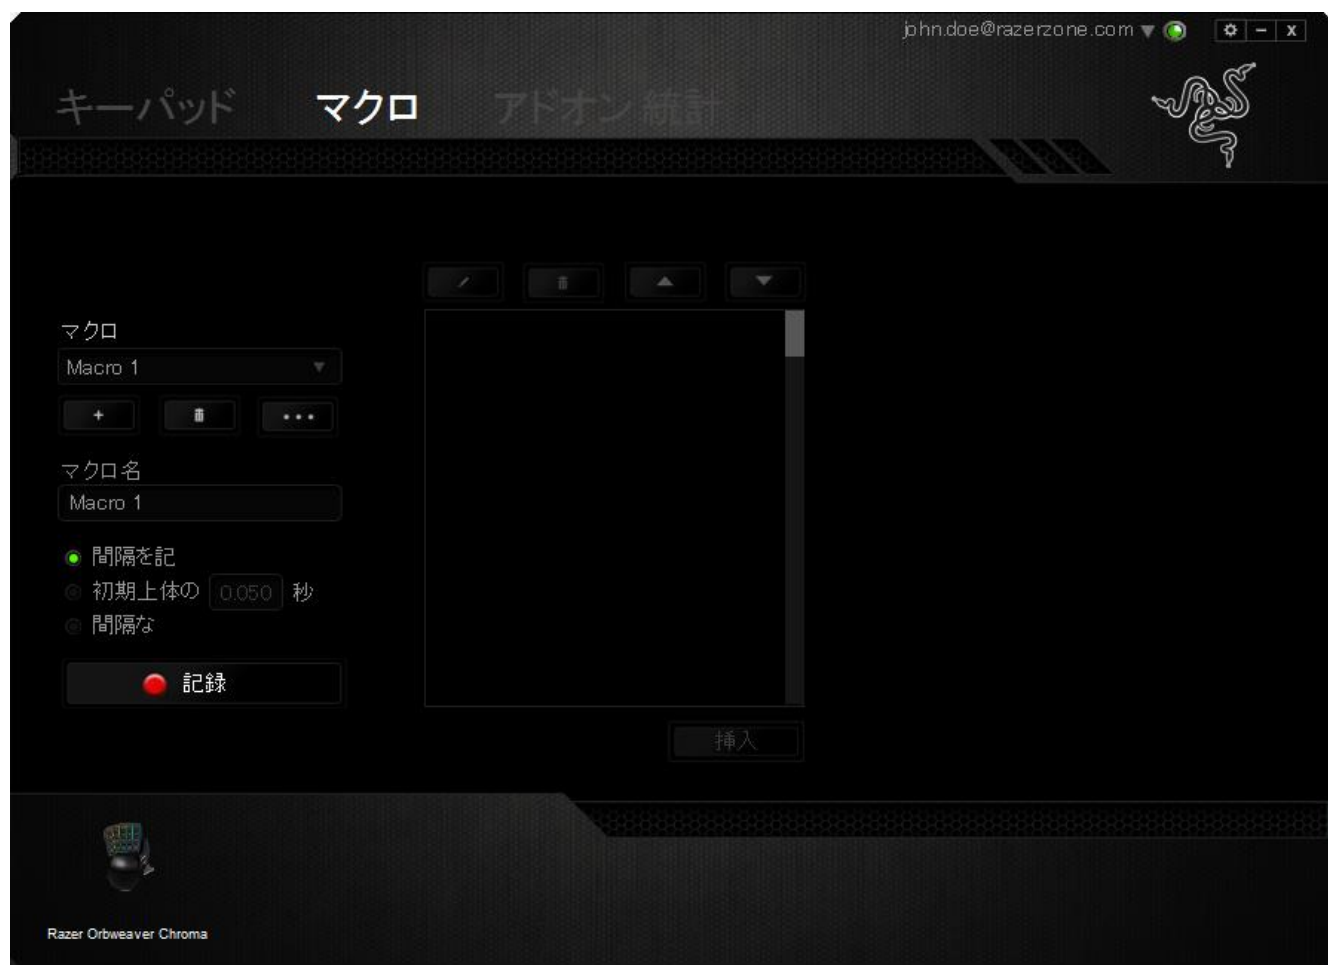 john.doe@razerzone.com
キーパッド マクロ アドオン 統計
マクロ
Macro 1
マクロ名
Macro 1
間隔を記
初期上体の 0.050 秒
間隔な
記録
挿入
Razer Orbweaver Chroma